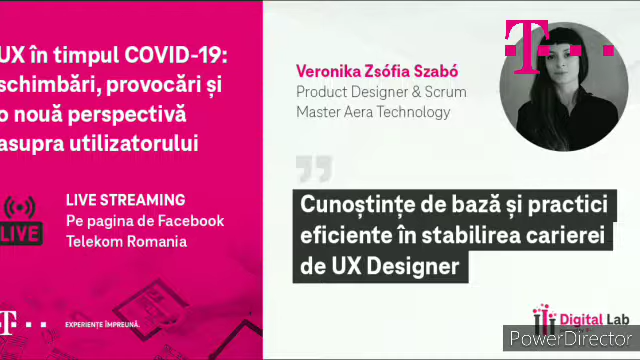 UX în timpul COVID-19:
schimbări, provocări și
o nouă perspectivă
asupra utilizatorului
LIVE
LIVE STREAMING
Pe pagina de Facebook
Telekom Romania
T
EXPERIENȚE ÎMPREUNĂ.
Veronika Zsófia Szabó
Product Designer & Scrum
Master Aera Technology
T
Cunoștințe de bază și practici
eficiente în stabilirea carierei
de UX Designer
Digital Lab
PowerDirector